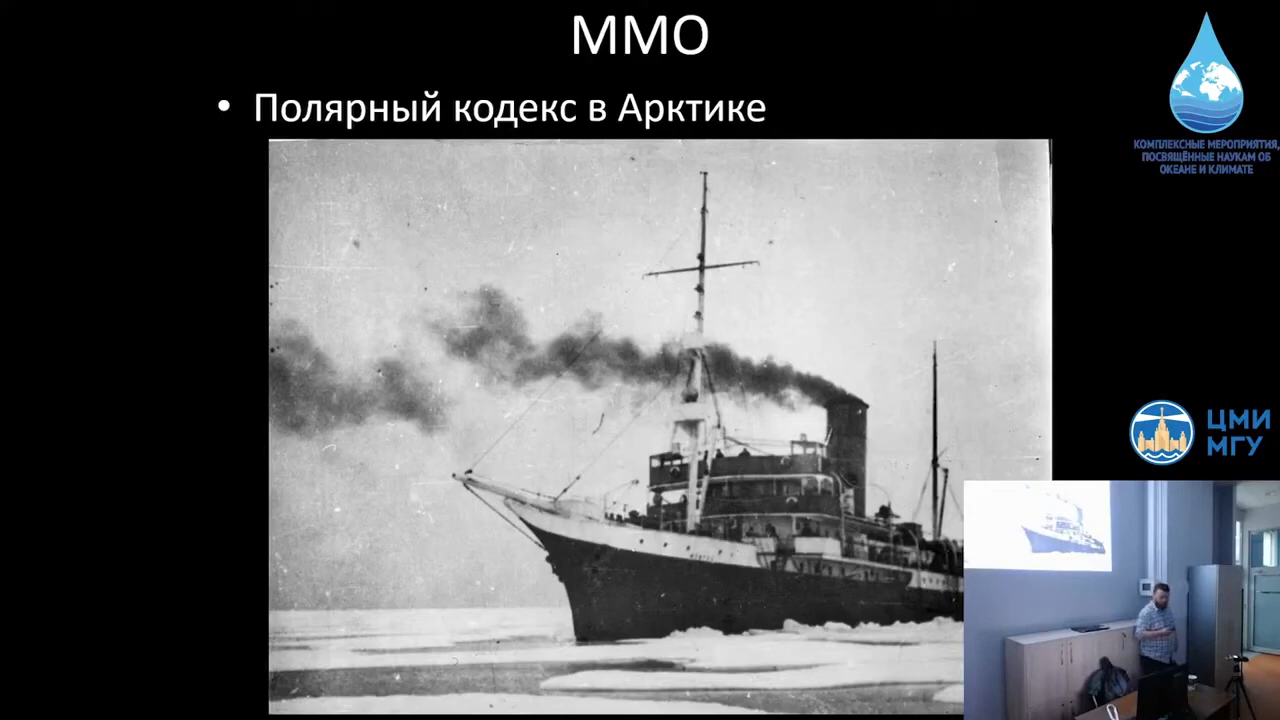 ММО
• Полярный кодекс в Арктике
КОМПЛЕКСНЫЕ МЕРОПРИЯТИЯ,
ПОСВЯЩЁННЫЕ НАУКАМ ОБ
ОКЕАНЕ И КЛИМАТЕ
ЦМИ
МГУ